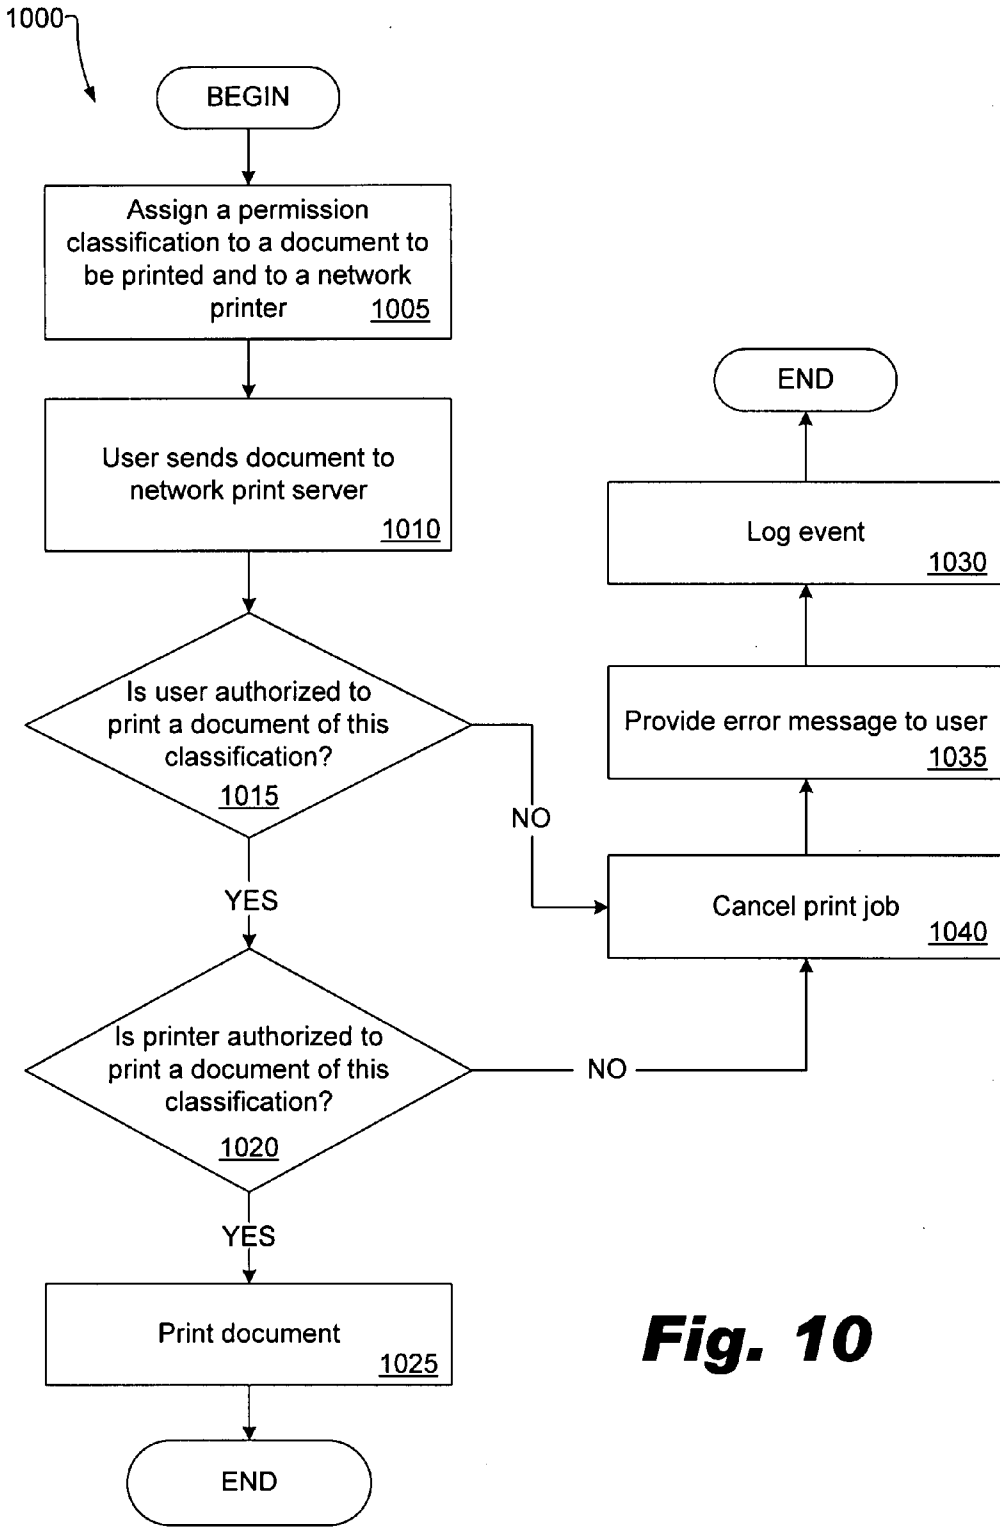 1000
BEGIN
Assign a permission
classification to a document to
be printed and to a network
printer
1005
User sends document to
network print server
1010
Is user authorized to
print a document of this
classification?
1015
NO
YES
Is printer authorized to
print a document of this
classification?
1020
NO
YES
Print document
1025
END
END
Log event
1030
Provide error message to user
1035
Cancel print job
1040
Fig. 10